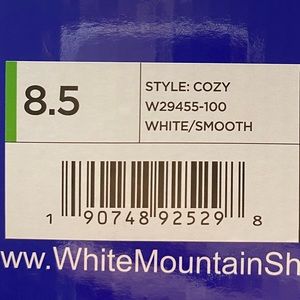 8.5
STYLE: COZY
W29455-100
WHITE/SMOOTH
1 90748 92529 8
www.WhiteMountainSh